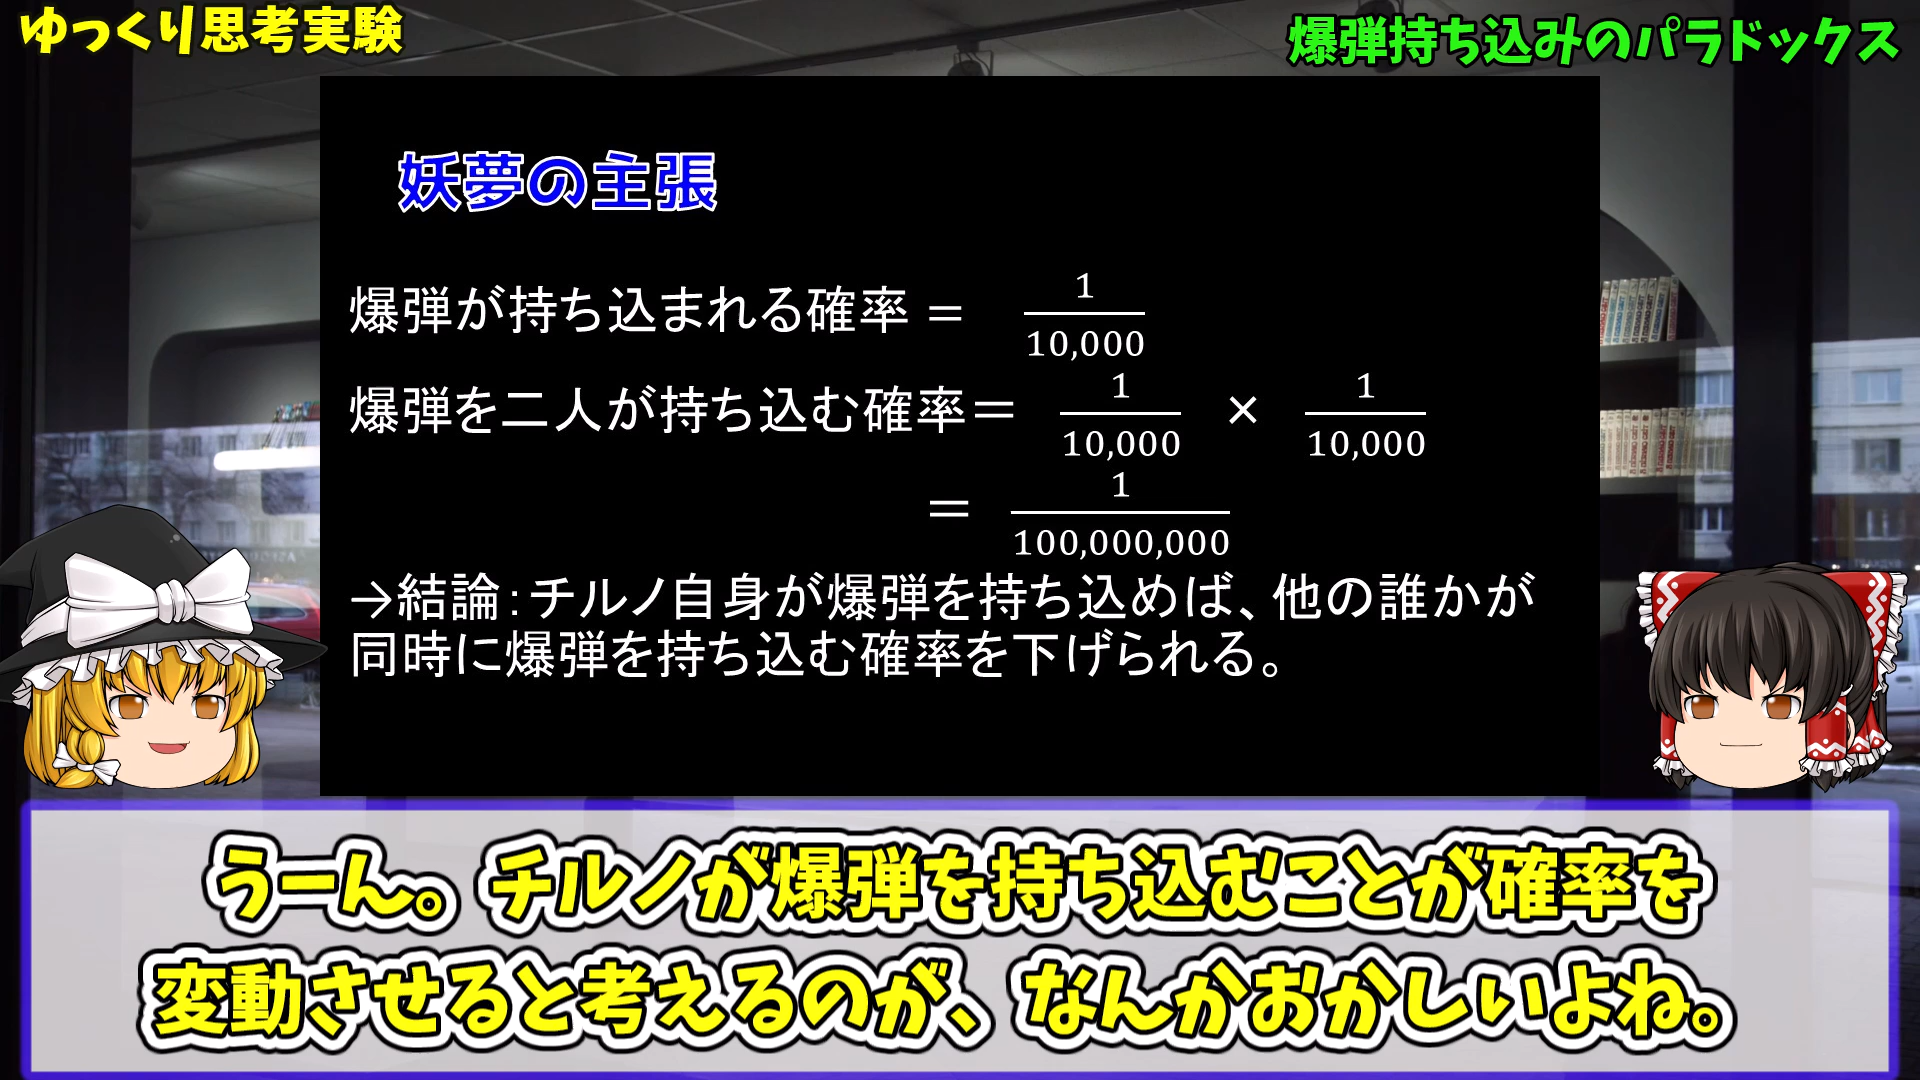 ゆっくり思考実験
爆弾持ち込みのパラドックス
妖夢の主張
爆弾が持ち込まれる確率 = 1/10,000
爆弾を二人が持ち込む確率＝ 1/10,000 × 1/10,000
＝ 1/100,000,000
→結論：チルノ自身が爆弾を持ち込めば、他の誰かが
同時に爆弾を持ち込む確率を下げられる。
うーん。チルノが爆弾を持ち込むことが確率を
変動させると考えるのが、なんかおかしいよね。